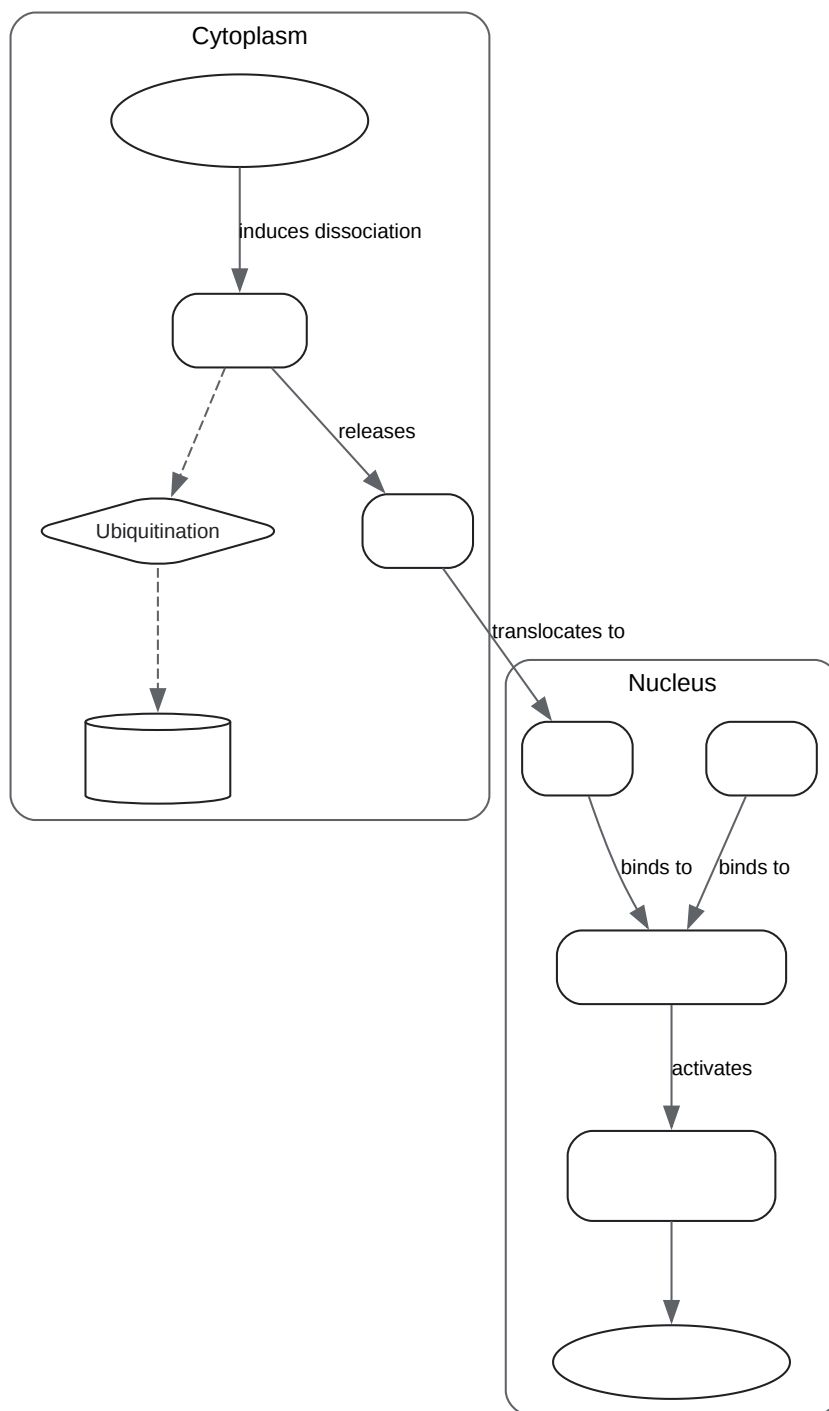 Cytoplasm
induces dissociation
releases
Ubiquitination
translocates to
Nucleus
binds to
binds to
activates